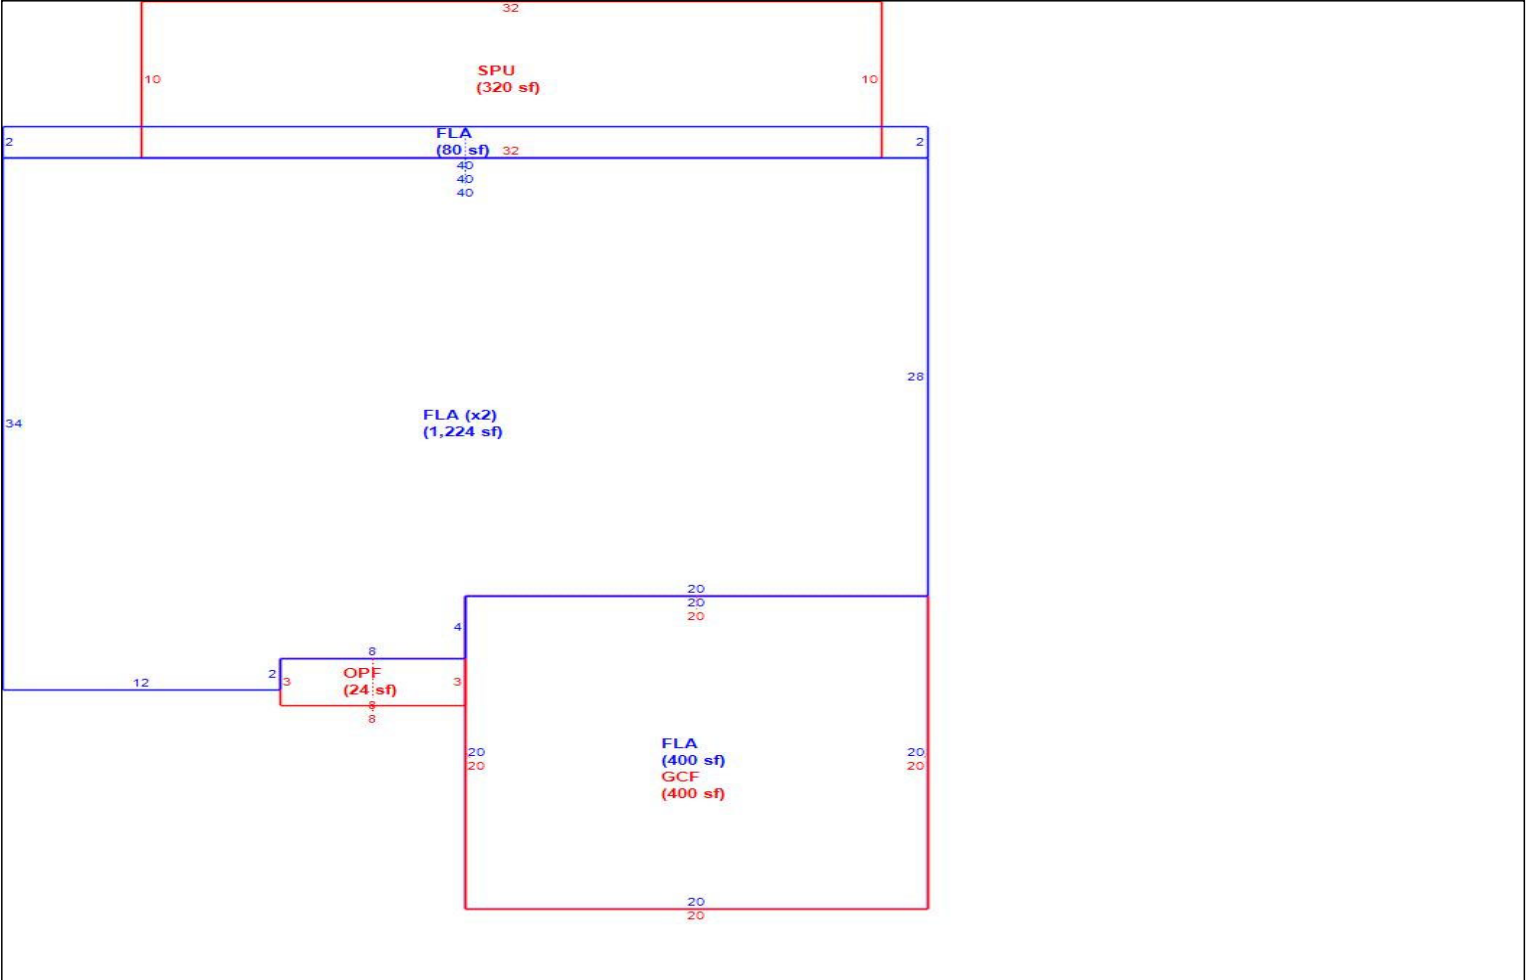 32
SPU
10 (320 sf) 10
FLA
2 (80 sf) 32 2
40
40
40
28
FLA (x2)
34 (1,224 sf)
20
20
20
4
8
2 3 OPF 3
12 (24 sf)
8
8
FLA
20 (400 sf) 20
20 GCF 20
(400 sf)
20
20